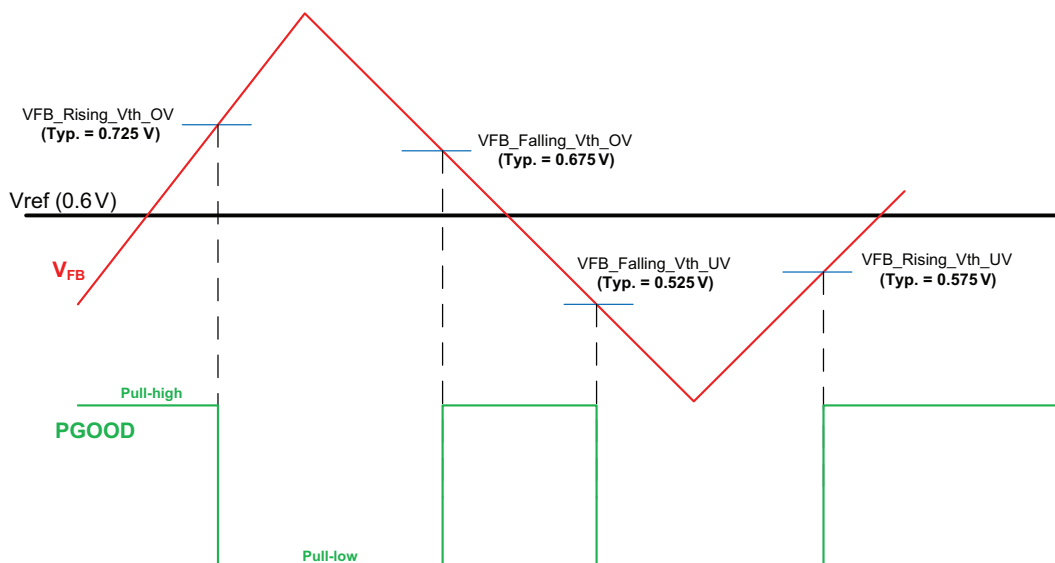 VFB_Rising_Vth_OV
(Typ. = 0.725 V)
VFB_Falling_Vth_OV
(Typ. = 0.675 V)
Vref (0.6 V)
VFB
VFB_Falling_Vth_UV
(Typ. = 0.525 V)
VFB_Rising_Vth_UV
(Typ. = 0.575 V)
Pull-high
PGOOD
Pull-low